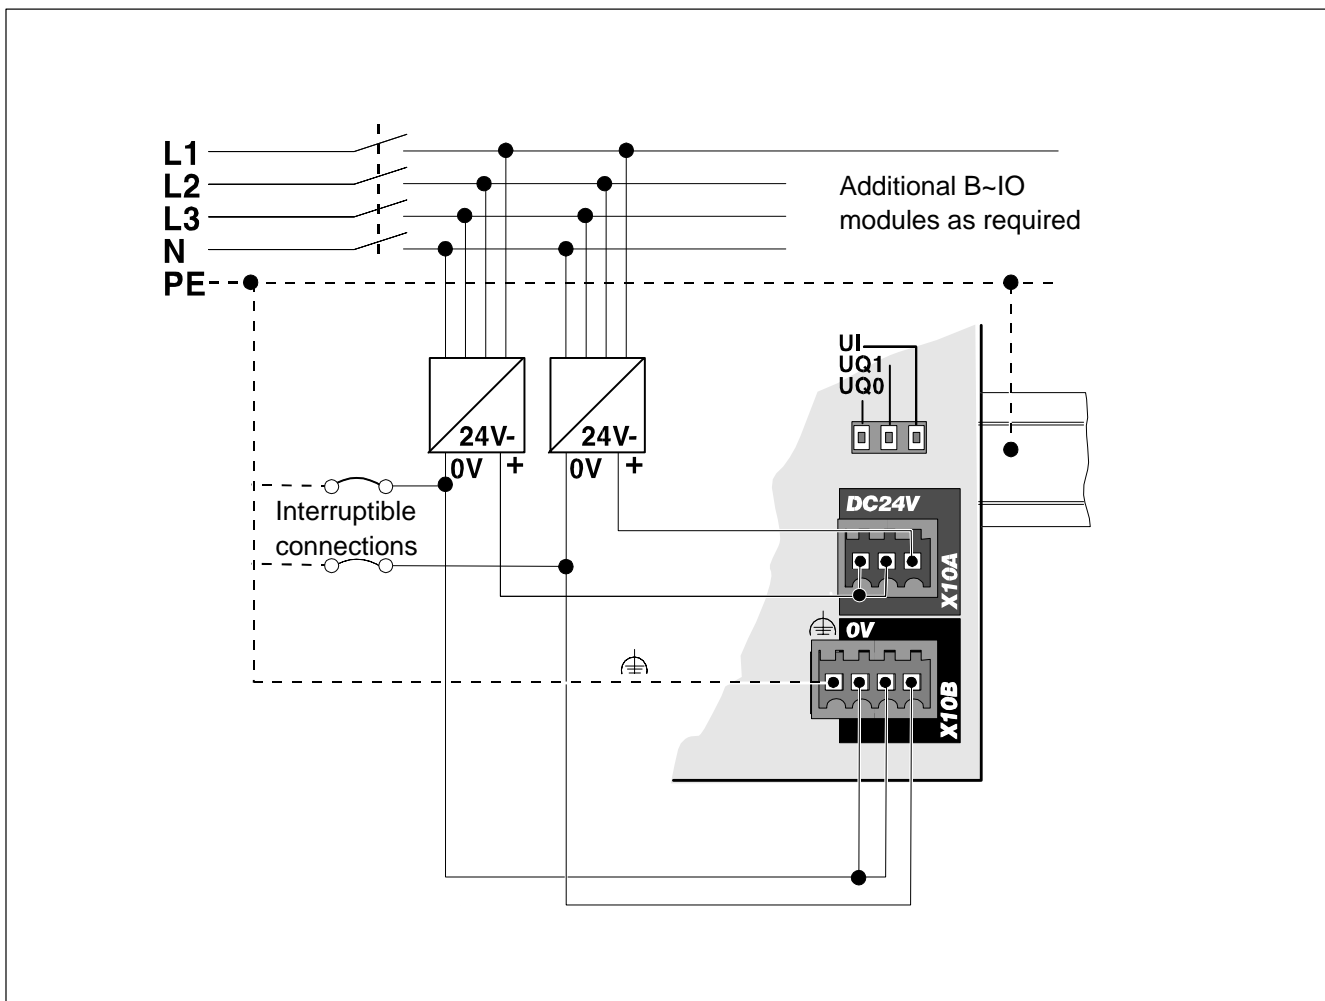 L1
L2
L3
N
PE
Additional B~IO
modules as required
UI
UQ1
UQ0
24V-
0V +
24V-
0V +
Interruptible
connections
DC24V
X10A
0V
X10B